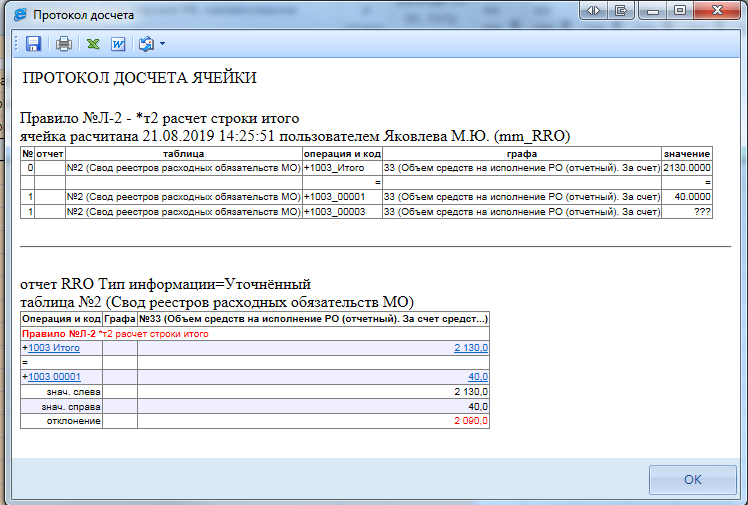 Протокол досчета
ПРОТОКОЛ ДОСЧЕТА ЯЧЕЙКИ
Правило №Л-2 - *т2 расчет строки итого
ячейка расчитана 21.08.2019 14:25:51 пользователем Яковлева М.Ю. (mm_RRO)
№ отчет таблица операция и код графа значение
0 №2 (Свод реестров расходных обязательств МО) +1003_Итого 33 (Объем средств на исполнение РО (отчетный). За счет) 2130.0000
= =
1 №2 (Свод реестров расходных обязательств МО) +1003_00001 33 (Объем средств на исполнение РО (отчетный). За счет) 40.0000
1 №2 (Свод реестров расходных обязательств МО) +1003_00003 33 (Объем средств на исполнение РО (отчетный). За счет) ???
отчет RRO Тип информации=Уточнённый
таблица №2 (Свод реестров расходных обязательств МО)
Операция и код Графа №33 (Объем средств на исполнение РО (отчетный). За счет средст...)
Правило №Л-2 *т2 расчет строки итого
+1003 Итого 2 130,0
=
+1003 00001 40,0
знач. слева 2 130,0
знач. справа 40,0
отклонение 2 090,0
OK